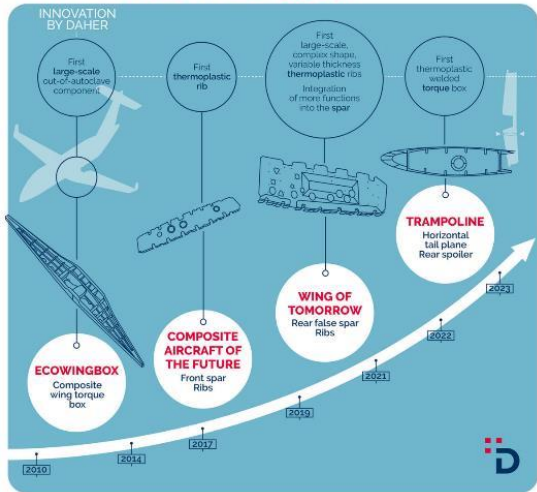 INNOVATION
BY DAHER
First
large-scale
out-of-autoclave
component
First
thermoplastic
rib
First
large-scale,
complex shape,
variable thickness
thermoplastic ribs
Integration
of more functions
into the spar
First
thermoplastic
welded
torque box
ECOWINGBOX
Composite
wing torque
box
COMPOSITE
AIRCRAFT OF
THE FUTURE
Front spar
Ribs
WING OF
TOMORROW
Rear false spar
Ribs
TRAMPOLINE
Horizontal
tail plane
Rear spoiler
2010
2014
2017
2019
2021
2022
2023
D